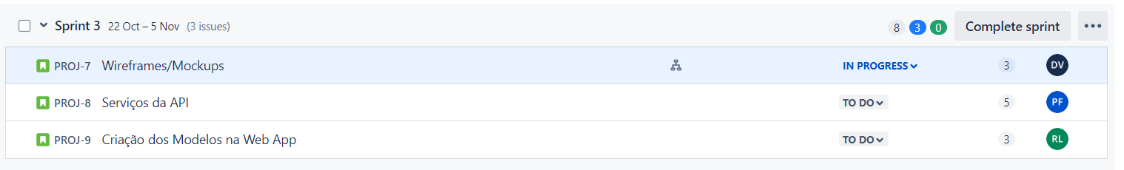 Sprint 3 22 Oct – 5 Nov (3 issues) 8 3 0 Complete sprint
PROJ-7 Wireframes/Mockups IN PROGRESS 3 DV
PROJ-8 Serviços da API TO DO 5 PF
PROJ-9 Criação dos Modelos na Web App TO DO 3 RL